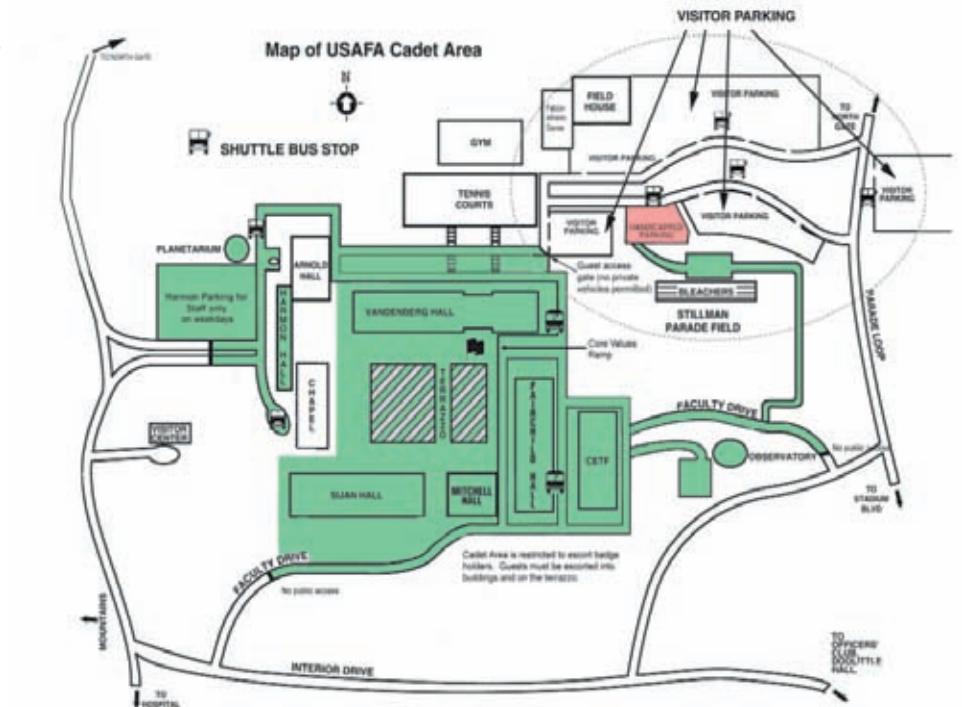 VISITOR PARKING
TO NORTH GATE
Map of USAFA Cadet Area
N
SHUTTLE BUS STOP
FIELD
HOUSE
VISITOR PARKING
TO
NORTH
GATE
GYM
VISITOR PARKING
TENNIS
COURTS
VISITOR
PARKING
VISITOR
PARKING
HANDICAPPED
PARKING
VISITOR PARKING
PLANETARIUM
ARNOLD
HALL
Guest access
gate (no private
vehicles permitted)
BLEACHERS
STILLMAN
PARADE FIELD
Harmon Parking for
Staff only
on weekdays
HARMON HALL
VANDENBERG HALL
PARADE LOOP
Core Values
Ramp
CHAPEL
TERRAZZO
FAIRCHILD HALL
FACULTY DRIVE
VISITOR
CENTER
CETF
OBSERVATORY
No public
SIJAN HALL
MITCHELL
HALL
TO
STADIUM
BLVD
FACULTY DRIVE
Cadet Area is restricted to escort badge
holders. Guests must be escorted into
buildings and on the terrazzo
No public access
MOUNTAINS
INTERIOR DRIVE
TO
OFFICERS'
CLUB
DOOLITTLE
HALL
TO
HOSPITAL